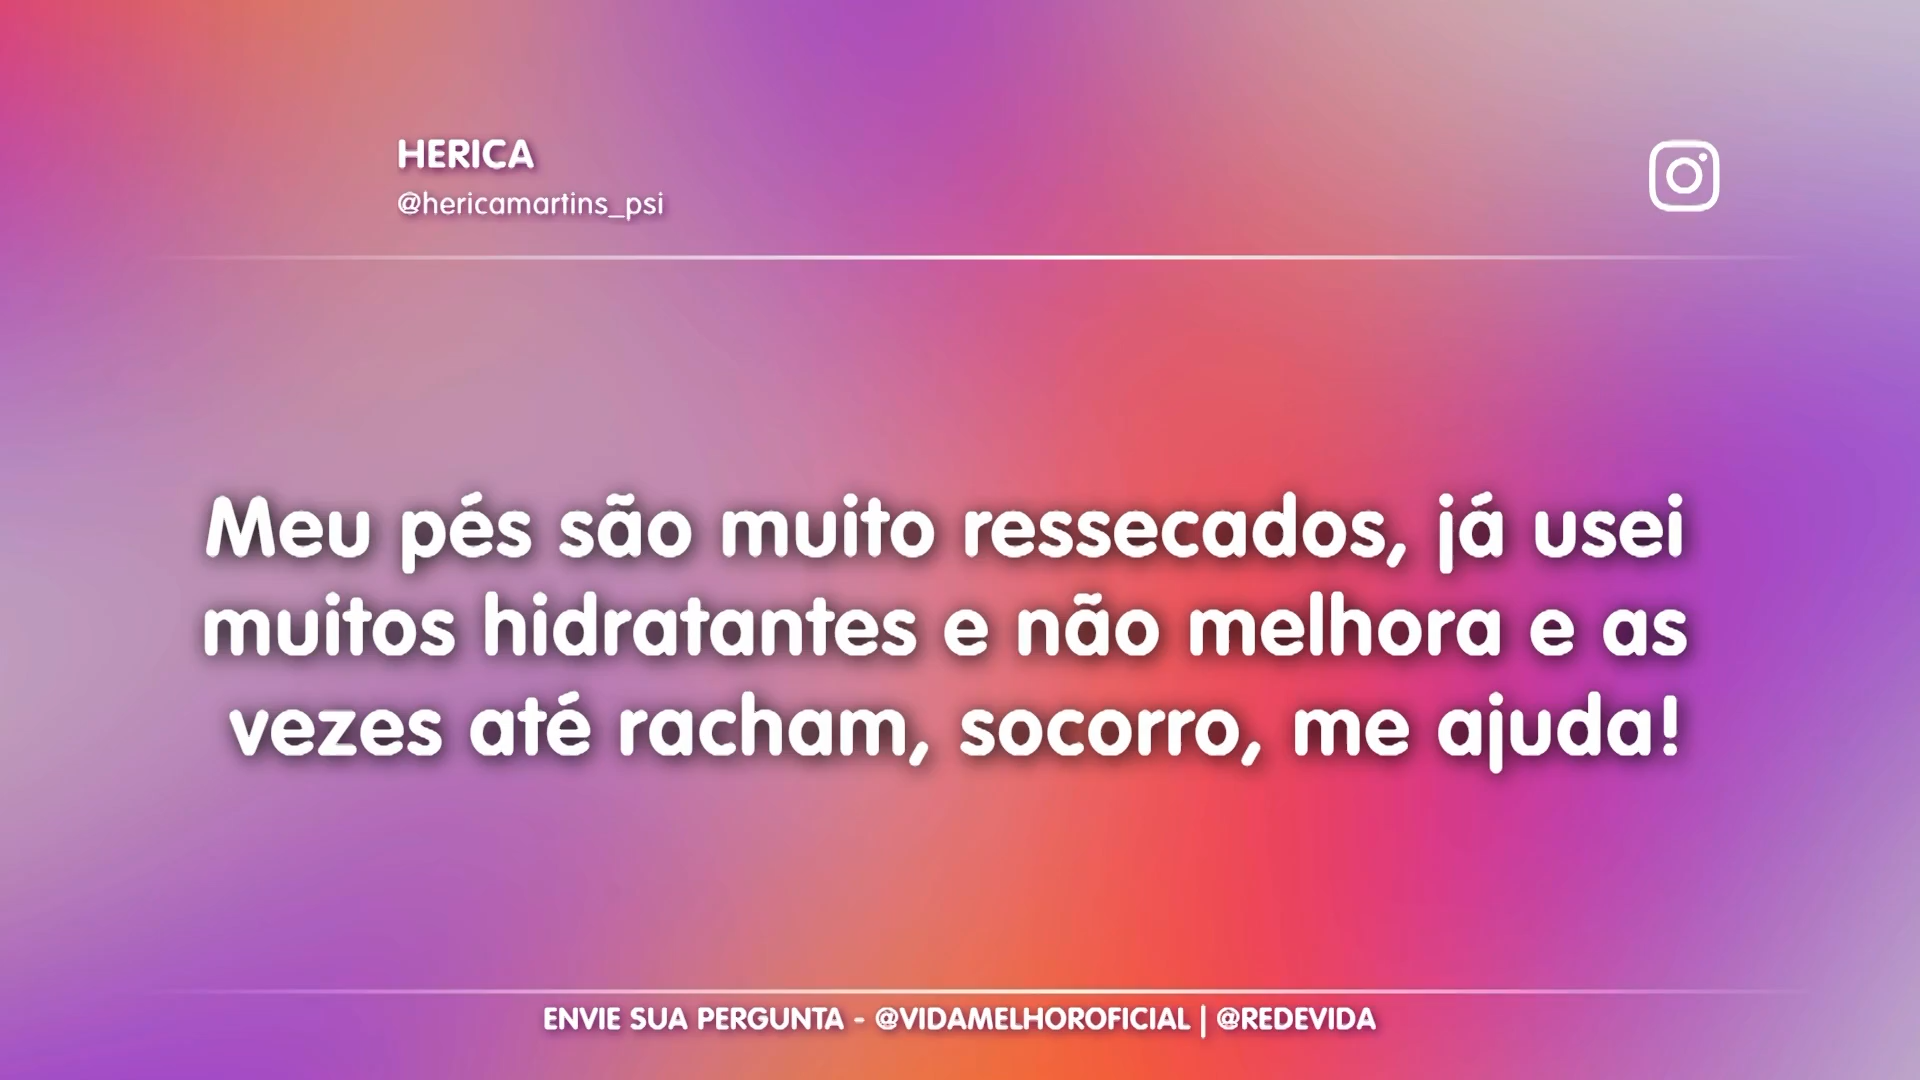 HERICA
@hericamartins_psi
Meu pés são muito ressecados, já usei
muitos hidratantes e não melhora e as
vezes até racham, socorro, me ajuda!
ENVIE SUA PERGUNTA - @VIDAMELHOROFICIAL | @REDEVIDA